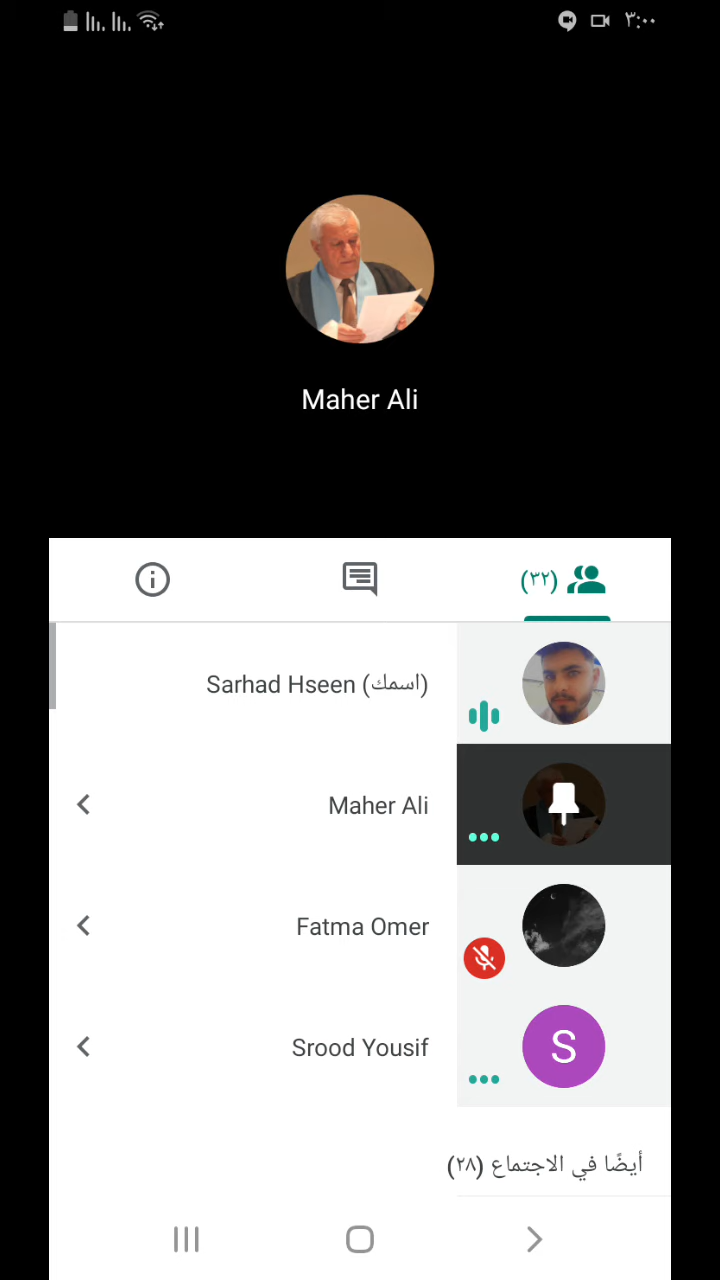 ٣:٠٠
Maher Ali
(٣٢)
Sarhad Hseen (اسمك)
Maher Ali
Fatma Omer
Srood Yousif
S
أيضًا في الاجتماع (٢٨)